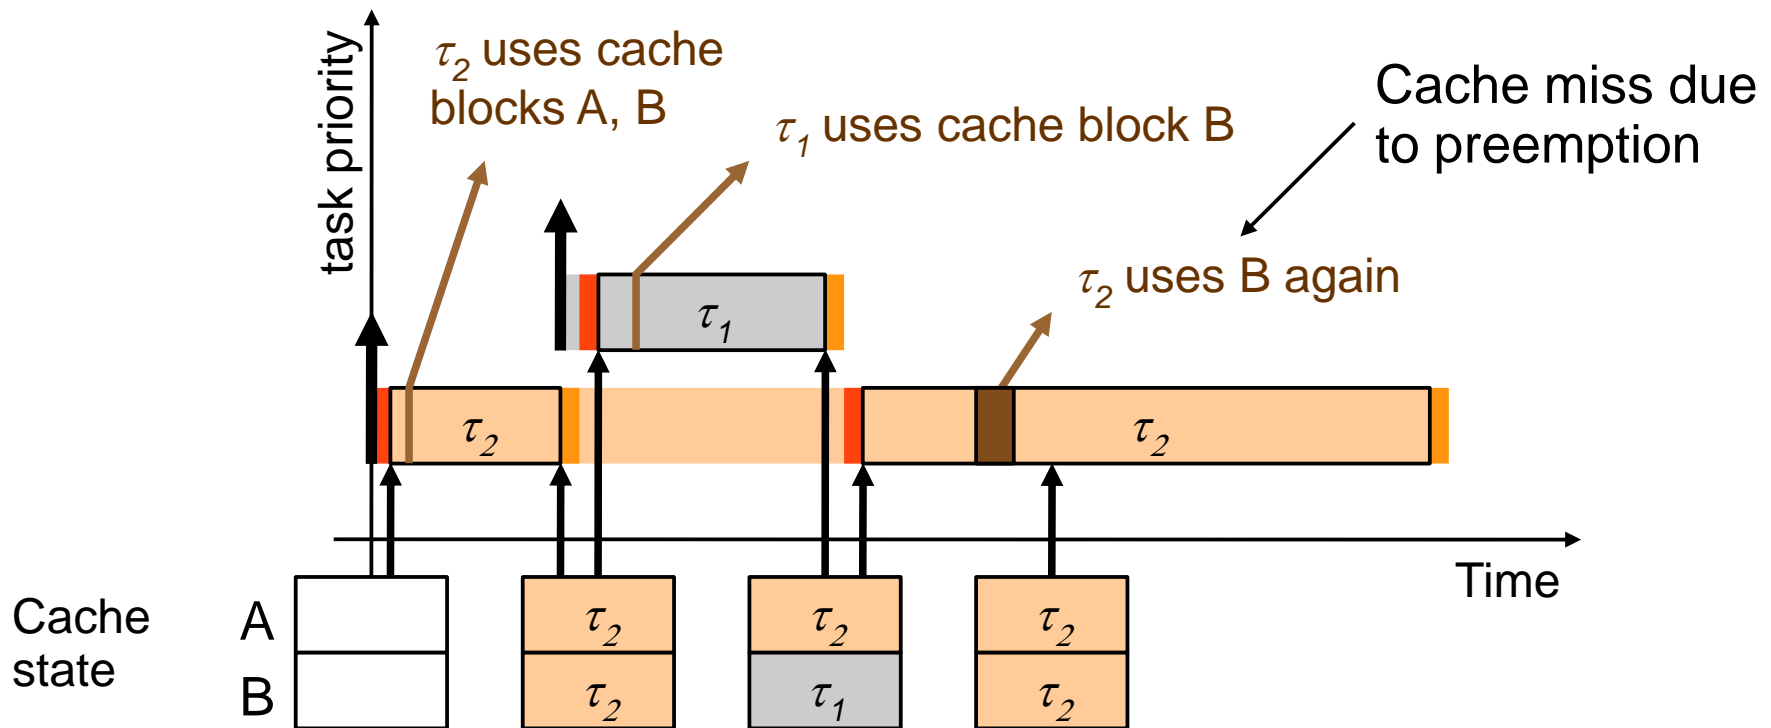 task priority
τ2 uses cache
blocks A, B
τ1 uses cache block B
Cache miss due
to preemption
τ2 uses B again
τ1
τ2
τ2
Time
Cache
state
A
B
τ2
τ2
τ2
τ2
τ1
τ2